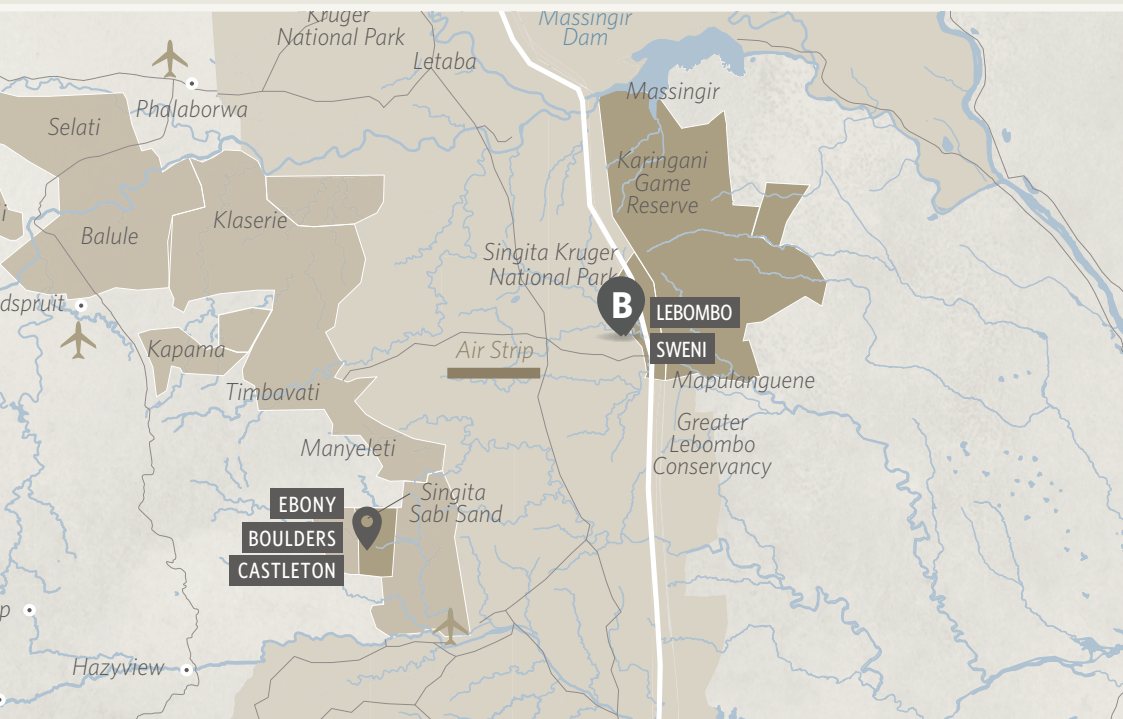 Kruger
National Park
Massingir
Dam
Letaba
Phalaborwa
Massingir
Selati
Karingani
Game
Reserve
Klaserie
Balule
Singita Kruger
National Park
B
LEBOMBO
SWENI
Kapama
Air Strip
Mapulanguene
Timbavati
Greater
Lebombo
Conservancy
Manyeleti
Singita
Sabi Sand
EBONY
BOULDERS
CASTLETON
Hazyview
dspruit
i
p